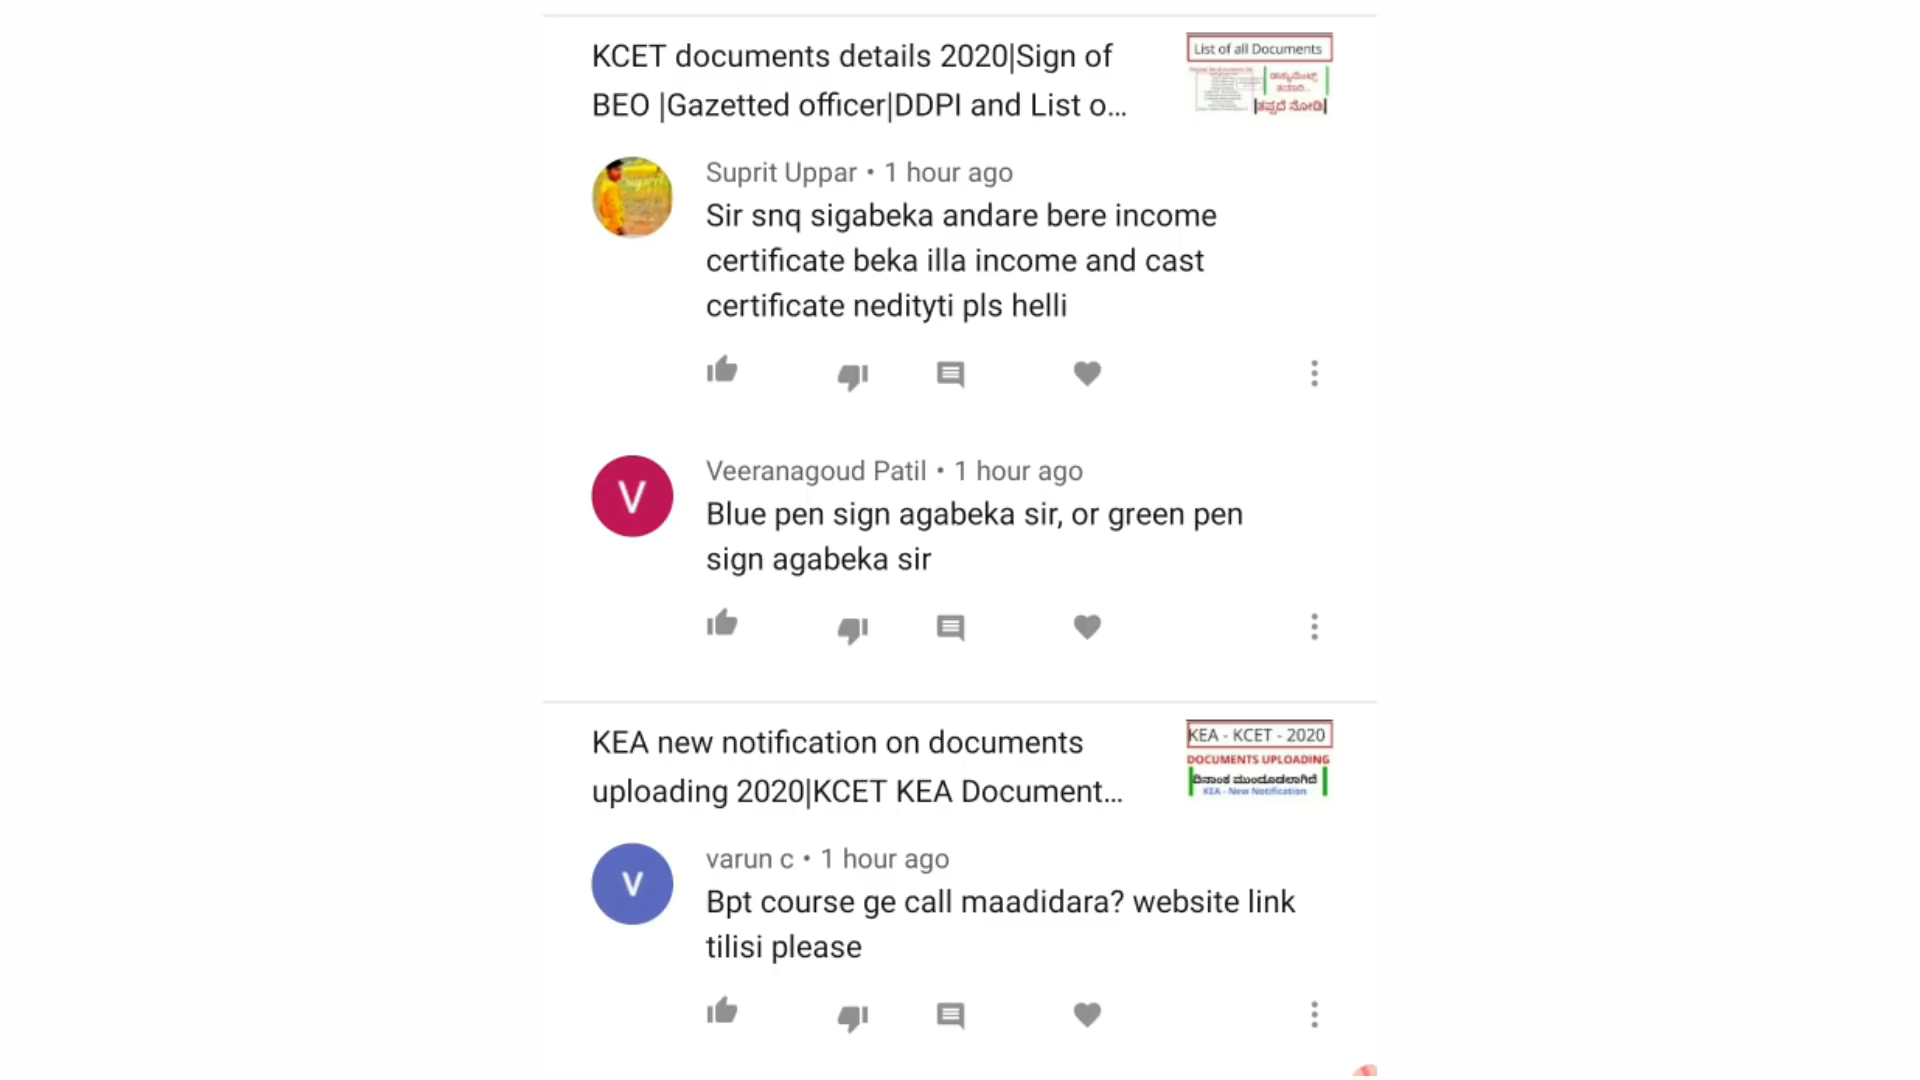 KCET documents details 2020|Sign of
BEO |Gazetted officer|DDPI and List o...
List of all Documents
ಡಾಕ್ಯುಮೆಂಟ್ಸ್
ತಯಾರಿ...
ತಪ್ಪದೆ ನೋಡಿ
Suprit Uppar • 1 hour ago
Sir snq sigabeka andare bere income
certificate beka illa income and cast
certificate nedityti pls helli
V
Veeranagoud Patil • 1 hour ago
Blue pen sign agabeka sir, or green pen
sign agabeka sir
KEA new notification on documents
uploading 2020|KCET KEA Document...
KEA - KCET - 2020
DOCUMENTS UPLOADING
ದಿನಾಂಕ ಮುಂದೂಡಲಾಗಿದೆ
KEA - New Notification
v
varun c • 1 hour ago
Bpt course ge call maadidara? website link
tilisi please